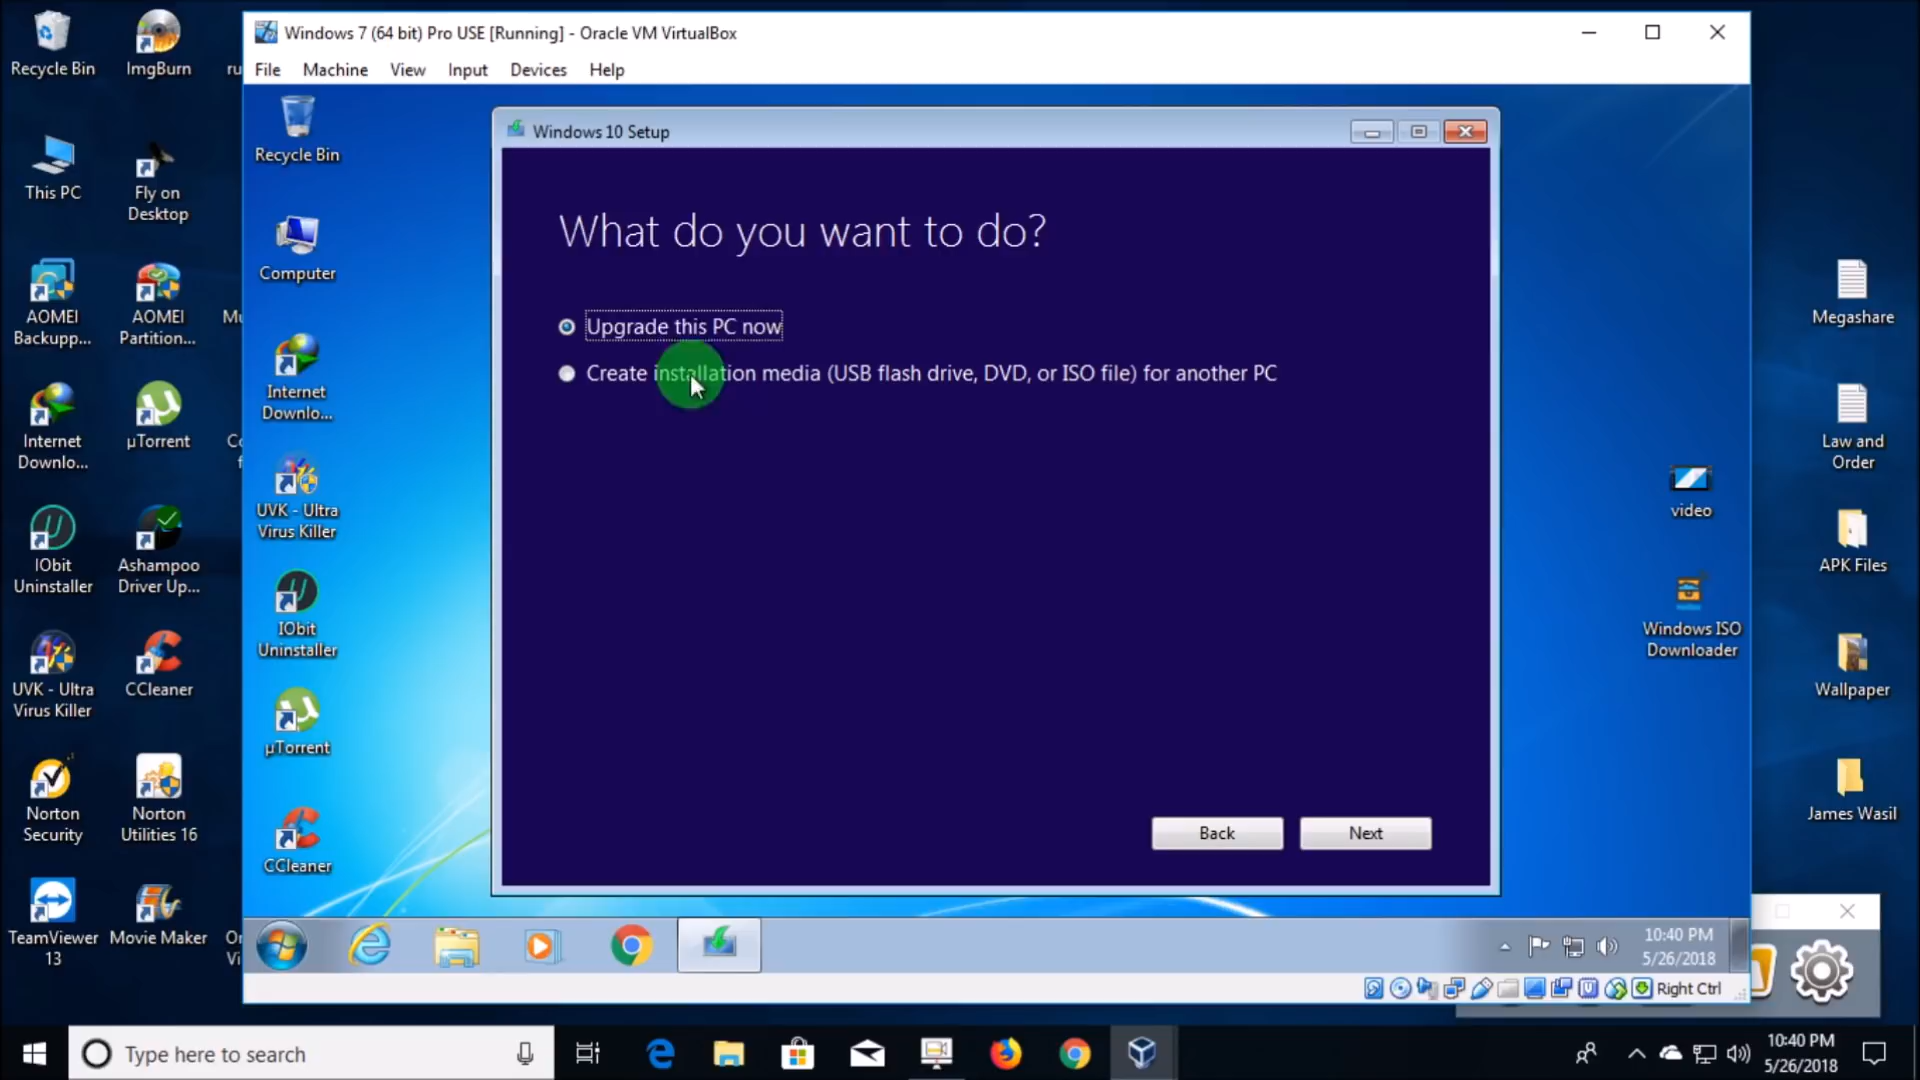 Windows 7 (64 bit) Pro USE [Running] - Oracle VM VirtualBox
File Machine View Input Devices Help
Recycle Bin
ImgBurn
ru
This PC
Fly on
Desktop
AOMEI
Backupp...
AOMEI
Partition...
Mu
Internet
Downlo...
µTorrent
Co
f
IObit
Uninstaller
Ashampoo
Driver Up...
UVK - Ultra
Virus Killer
CCleaner
Norton
Security
Norton
Utilities 16
TeamViewer
13
Movie Maker
Or
Vi
Recycle Bin
Computer
Internet
Downlo...
UVK - Ultra
Virus Killer
IObit
Uninstaller
µTorrent
CCleaner
Windows 10 Setup
What do you want to do?
Upgrade this PC now
Create installation media (USB flash drive, DVD, or ISO file) for another PC
Back
Next
video
Windows ISO
Downloader
Megashare
Law and
Order
APK Files
Wallpaper
James Wasil
10:40 PM
5/26/2018
Right Ctrl
Type here to search
10:40 PM
5/26/2018